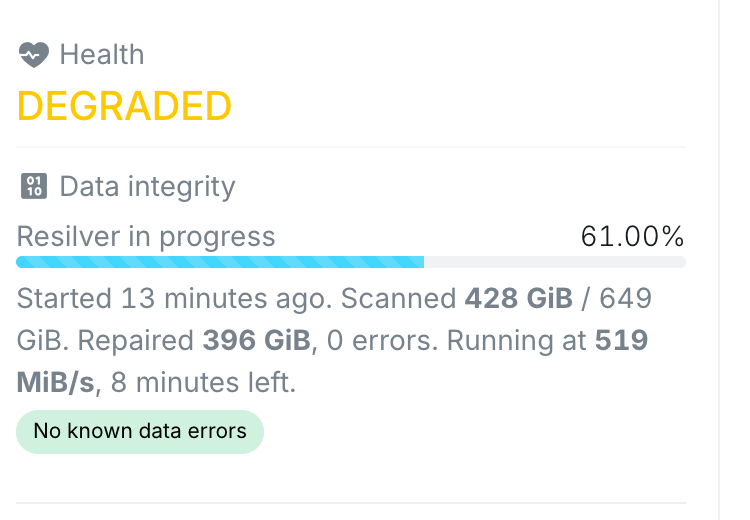 Health
DEGRADED
Data integrity
Resilver in progress 61.00%
Started 13 minutes ago. Scanned 428 GiB / 649
GiB. Repaired 396 GiB, 0 errors. Running at 519
MiB/s, 8 minutes left.
No known data errors